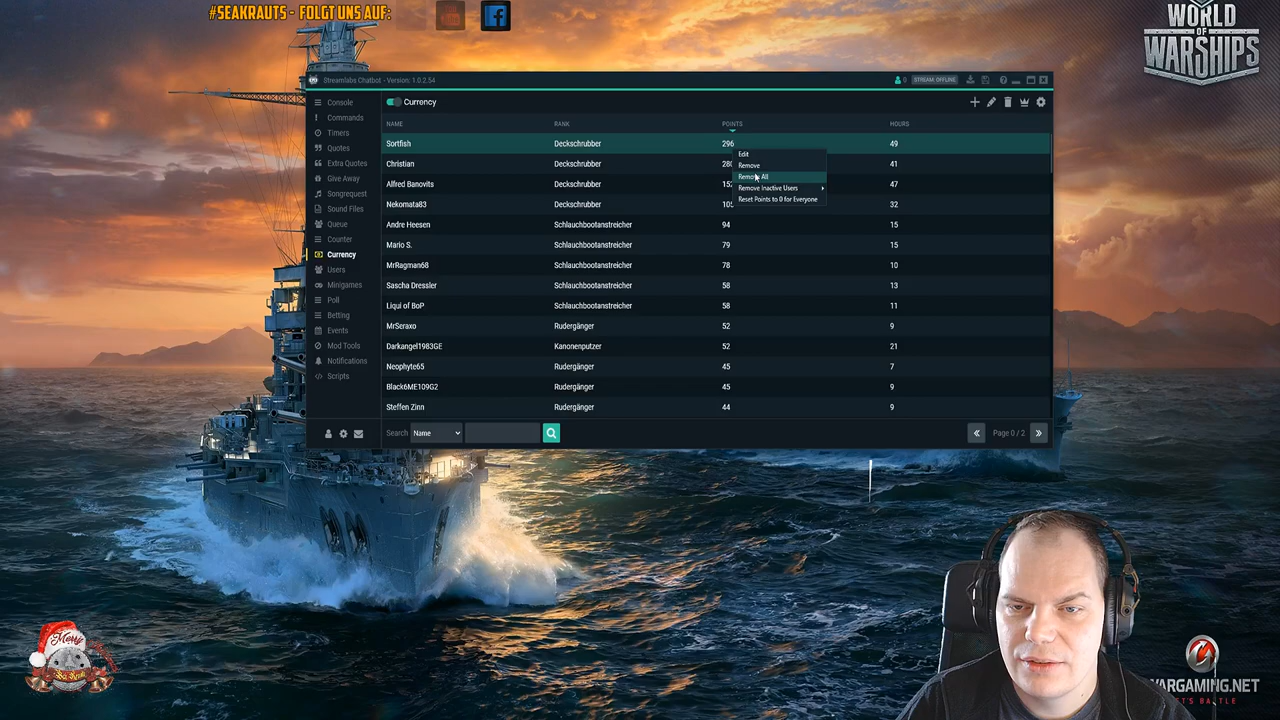 #SEAKRAUTS - FOLGT UNS AUF:
WORLD
OF
WARSHIPS
Streamlabs Chatbot - Version: 1.0.2.54
0 STREAM OFFLINE
Console
Commands
Timers
Quotes
Extra Quotes
Give Away
Songrequest
Sound Files
Queue
Counter
Currency
Users
Minigames
Poll
Betting
Events
Mod Tools
Notifications
Scripts
Currency
NAME RANK POINTS HOURS
Sortfish Deckschrubber 296 49
Christian Deckschrubber 41
Alfred Banovits Deckschrubber 47
Nekomata83 Deckschrubber 32
Andre Heesen Schlauchbootanstreicher 94 15
Mario S. Schlauchbootanstreicher 79 15
MrRagman68 Schlauchbootanstreicher 78 10
Sascha Dressler Schlauchbootanstreicher 58 13
Liqui of BoP Schlauchbootanstreicher 58 11
MrSeraxo Rudergänger 52 9
Darkangel1983GE Kanonenputzer 52 21
Neophyte65 Rudergänger 45 7
Black6ME109G2 Rudergänger 45 9
Steffen Zinn Rudergänger 44 9
Edit
Remove
Remove All
Remove Inactive Users
Reset Points to 0 for Everyone
Search Name
Page 0 / 2
Merry
WARGAMING.NET
LET'S BATTLE